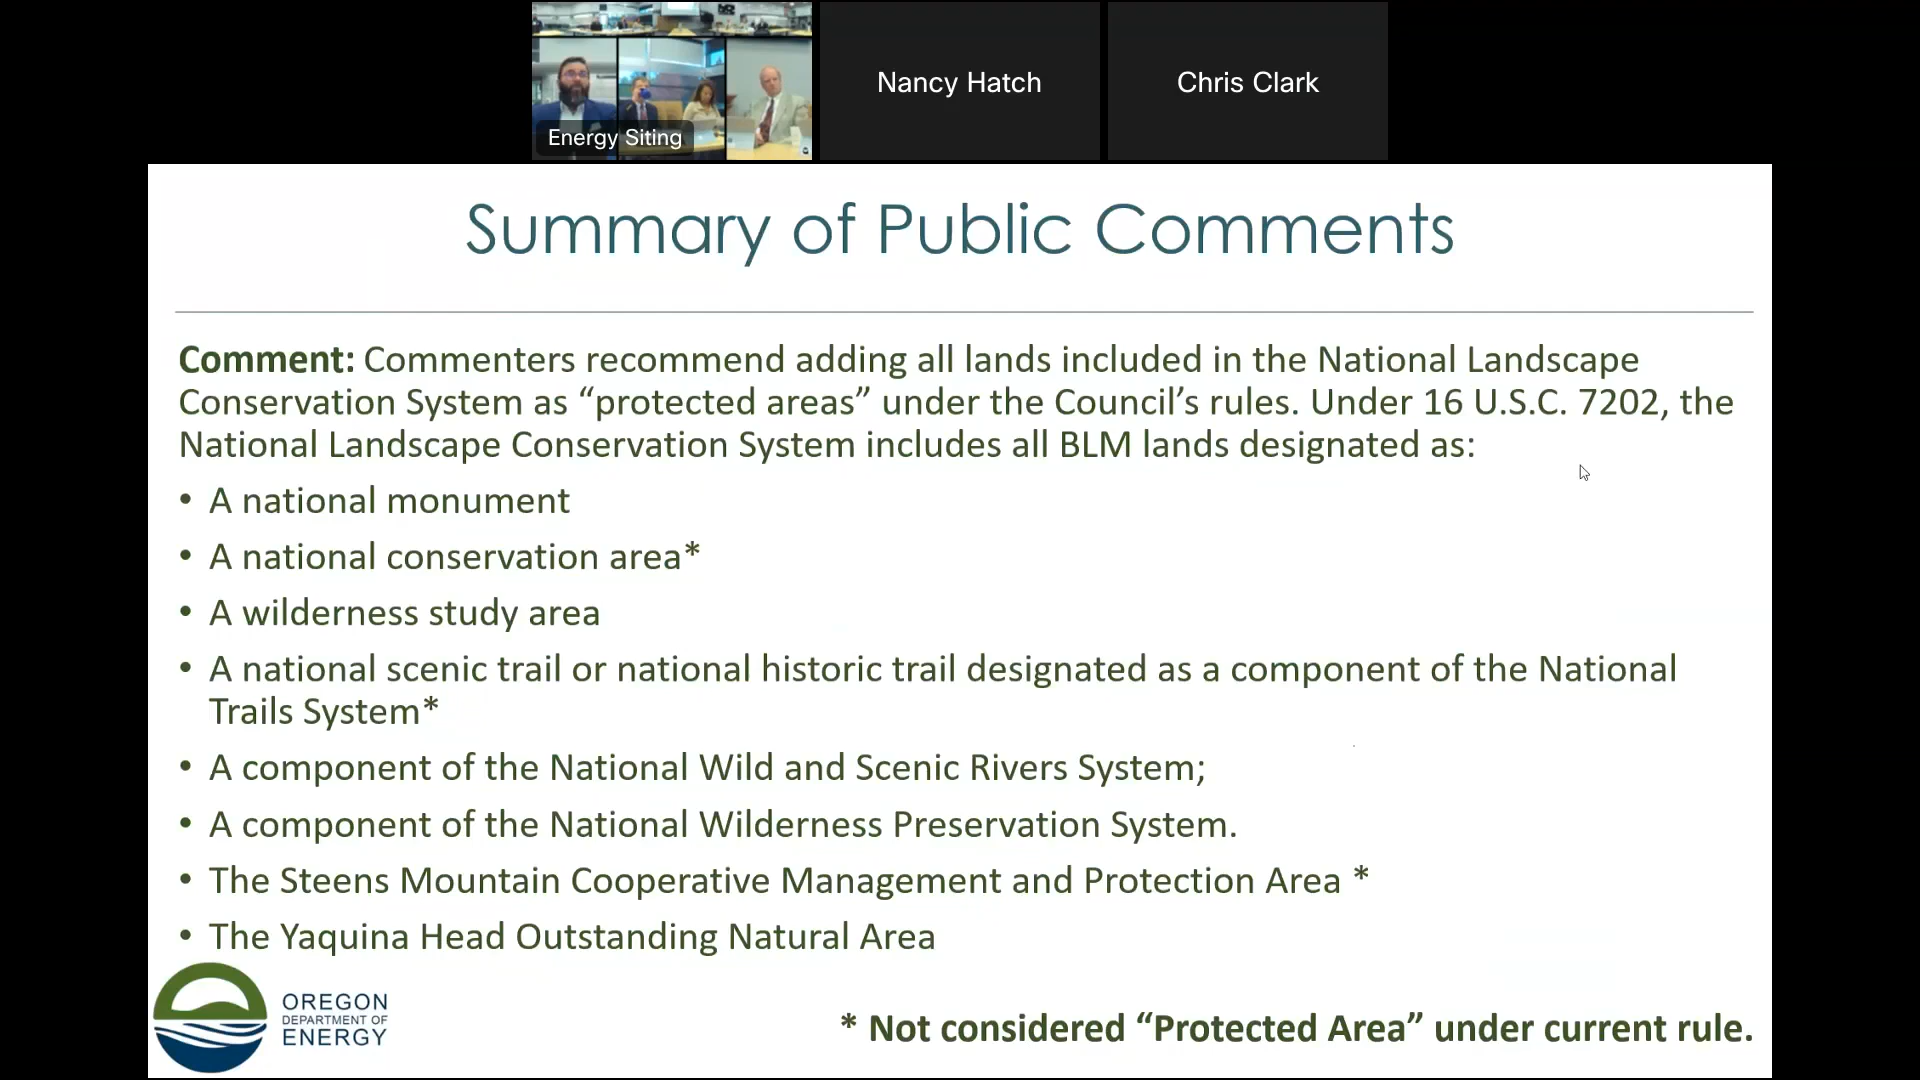 Energy Siting
Nancy Hatch
Chris Clark
Summary of Public Comments
Comment: Commenters recommend adding all lands included in the National Landscape
Conservation System as “protected areas” under the Council’s rules. Under 16 U.S.C. 7202, the
National Landscape Conservation System includes all BLM lands designated as:
• A national monument
• A national conservation area*
• A wilderness study area
• A national scenic trail or national historic trail designated as a component of the National
Trails System*
• A component of the National Wild and Scenic Rivers System;
• A component of the National Wilderness Preservation System.
• The Steens Mountain Cooperative Management and Protection Area *
• The Yaquina Head Outstanding Natural Area
OREGON
DEPARTMENT OF
ENERGY
* Not considered “Protected Area” under current rule.